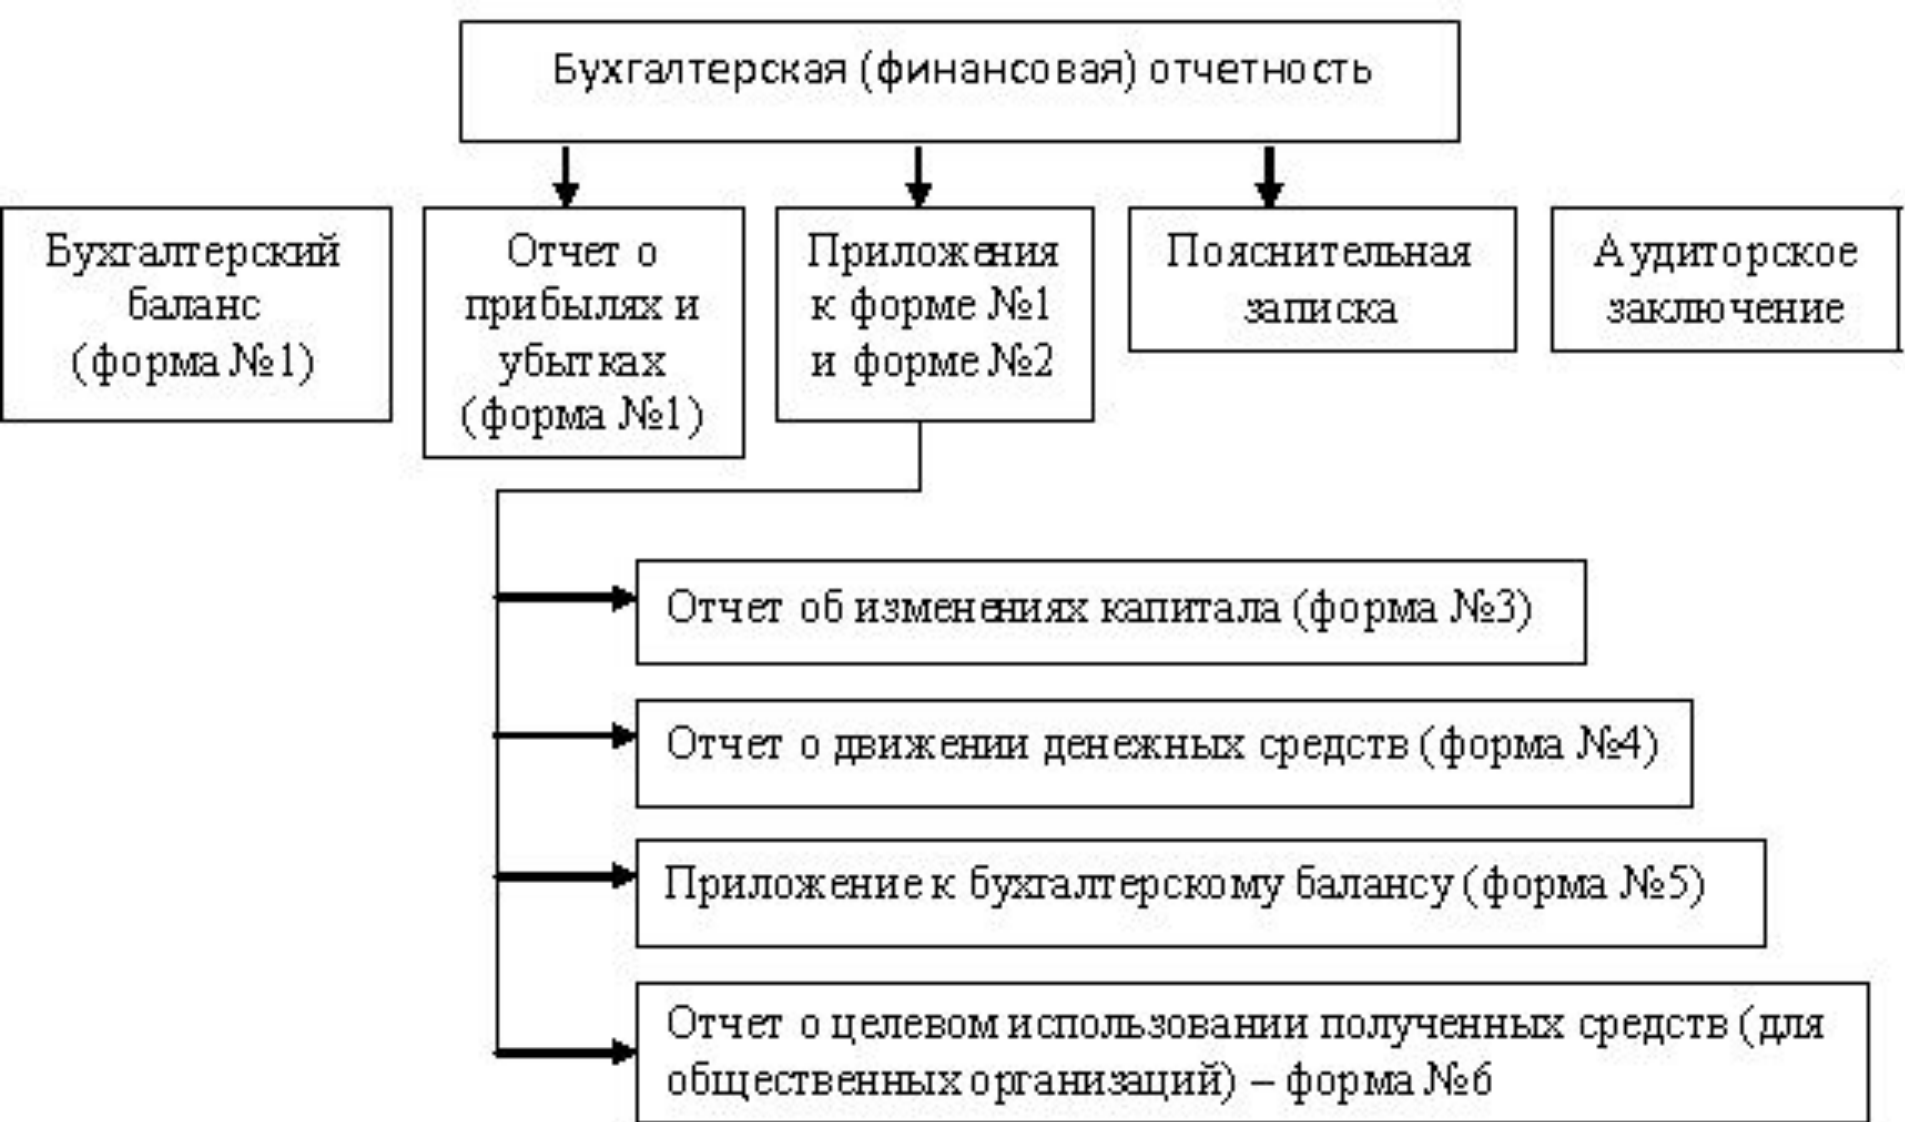 Бухгалтерская (финансовая) отчетность
Бухгалтерский
баланс
(форма №1)
Отчет о
прибылях и
убытках
(форма №1)
Приложения
к форме №1
и форме №2
Пояснительная
записка
Аудиторское
заключение
Отчет об изменениях капитала (форма №3)
Отчет о движении денежных средств (форма №4)
Приложение к бухгалтерскому балансу (форма №5)
Отчет о целевом использовании полученных средств (для
общественных организаций) – форма №6